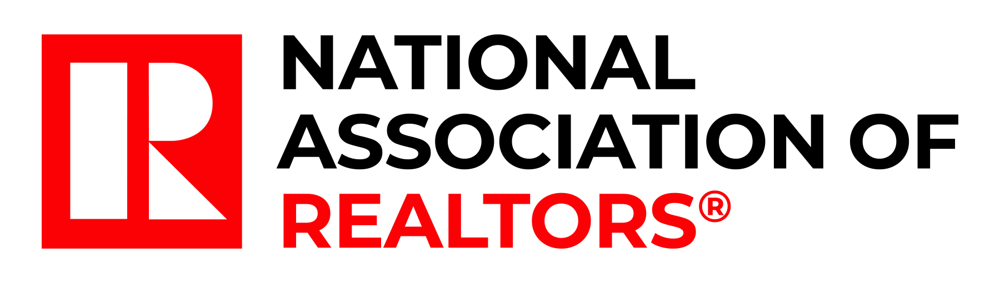 R
NATIONAL
ASSOCIATION OF
REALTORS®